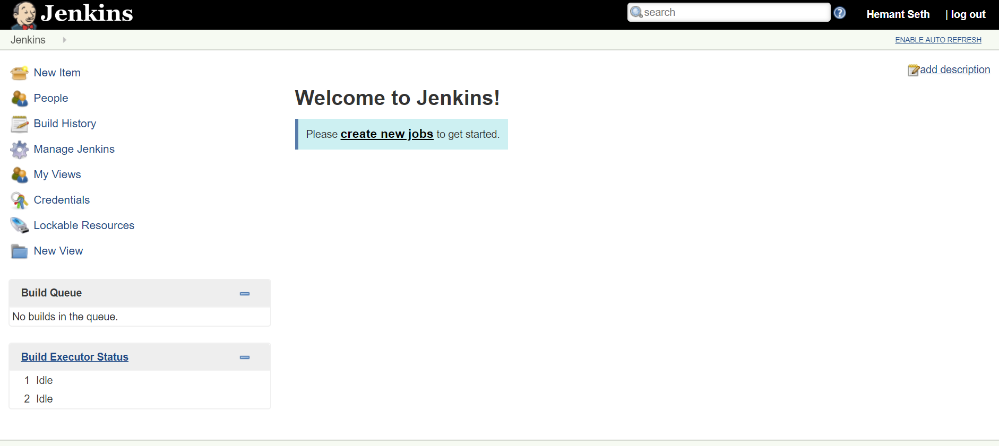 Jenkins
search
Hemant Seth | log out
Jenkins
ENABLE AUTO REFRESH
New Item
People
Build History
Manage Jenkins
My Views
Credentials
Lockable Resources
New View
Build Queue
No builds in the queue.
Build Executor Status
1 Idle
2 Idle
add description
Welcome to Jenkins!
Please create new jobs to get started.